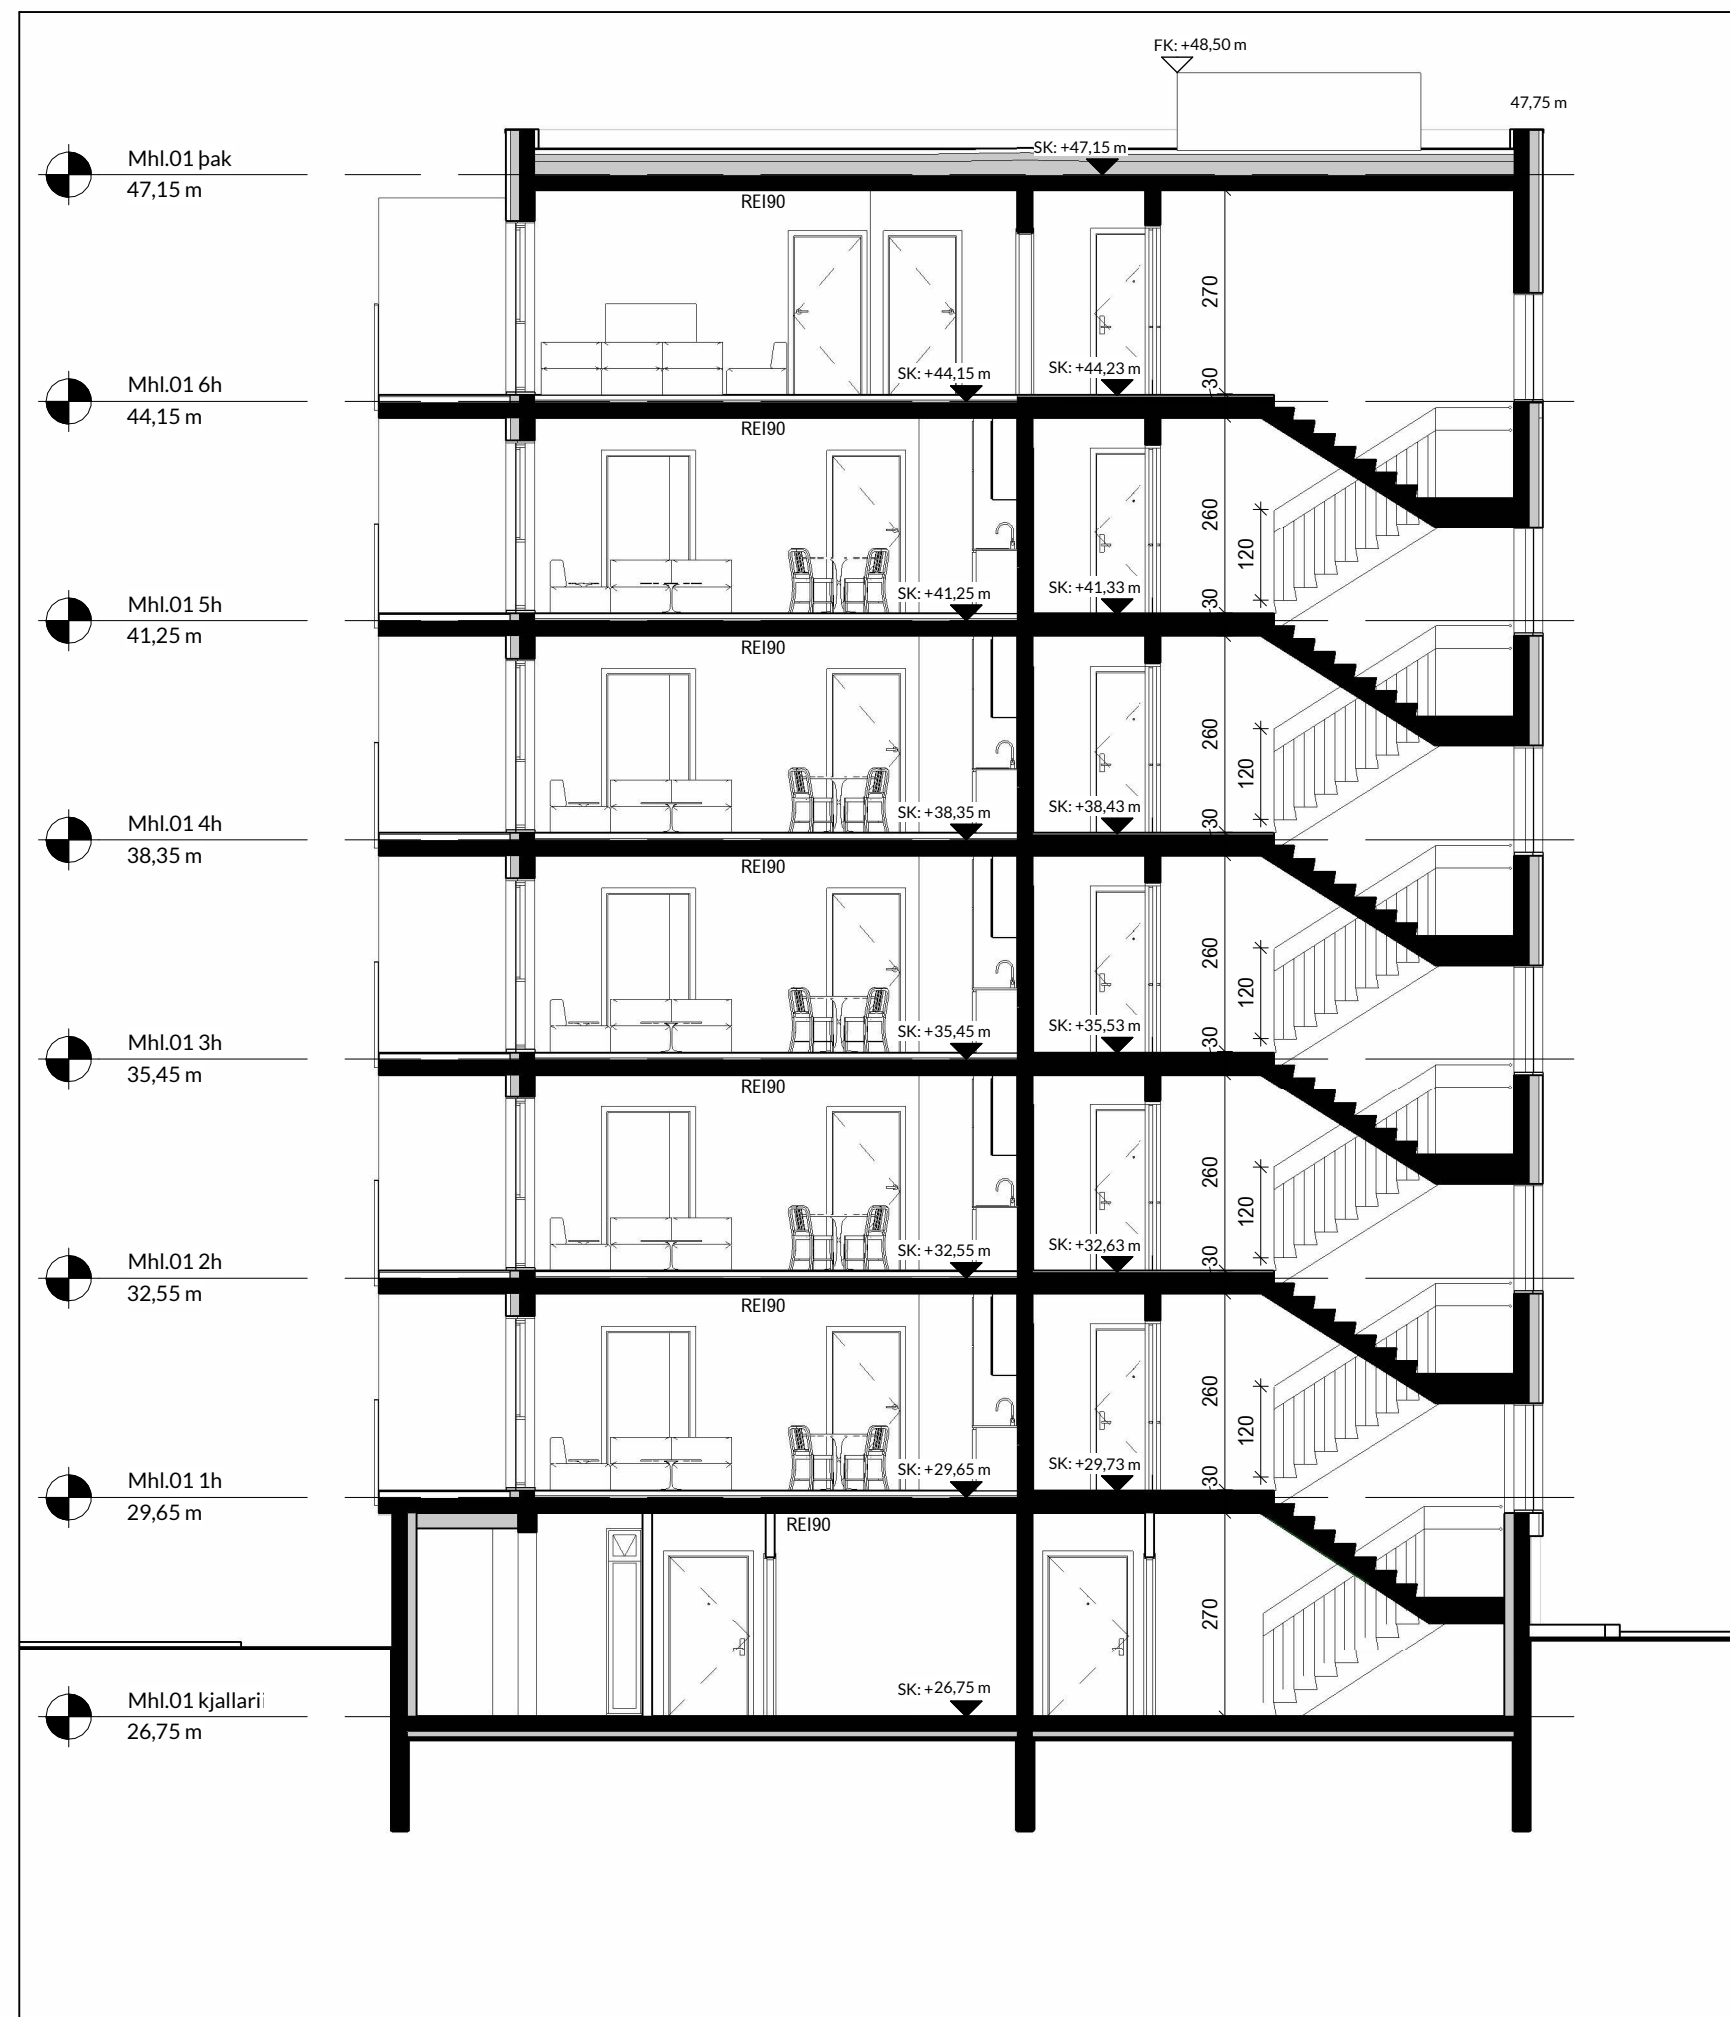 FK: +48,50 m
47,75 m
Mhl.01 þak
47,15 m
SK: +47,15 m
REI90
270
Mhl.01 6h
44,15 m
SK: +44,15 m
SK: +44,23 m
30
REI90
260
120
Mhl.01 5h
41,25 m
SK: +41,25 m
SK: +41,33 m
30
REI90
260
120
Mhl.01 4h
38,35 m
SK: +38,35 m
SK: +38,43 m
30
REI90
260
120
Mhl.01 3h
35,45 m
SK: +35,45 m
SK: +35,53 m
30
REI90
260
120
Mhl.01 2h
32,55 m
SK: +32,55 m
SK: +32,63 m
30
REI90
260
120
Mhl.01 1h
29,65 m
SK: +29,65 m
SK: +29,73 m
30
REI90
270
Mhl.01 kjallari
26,75 m
SK: +26,75 m